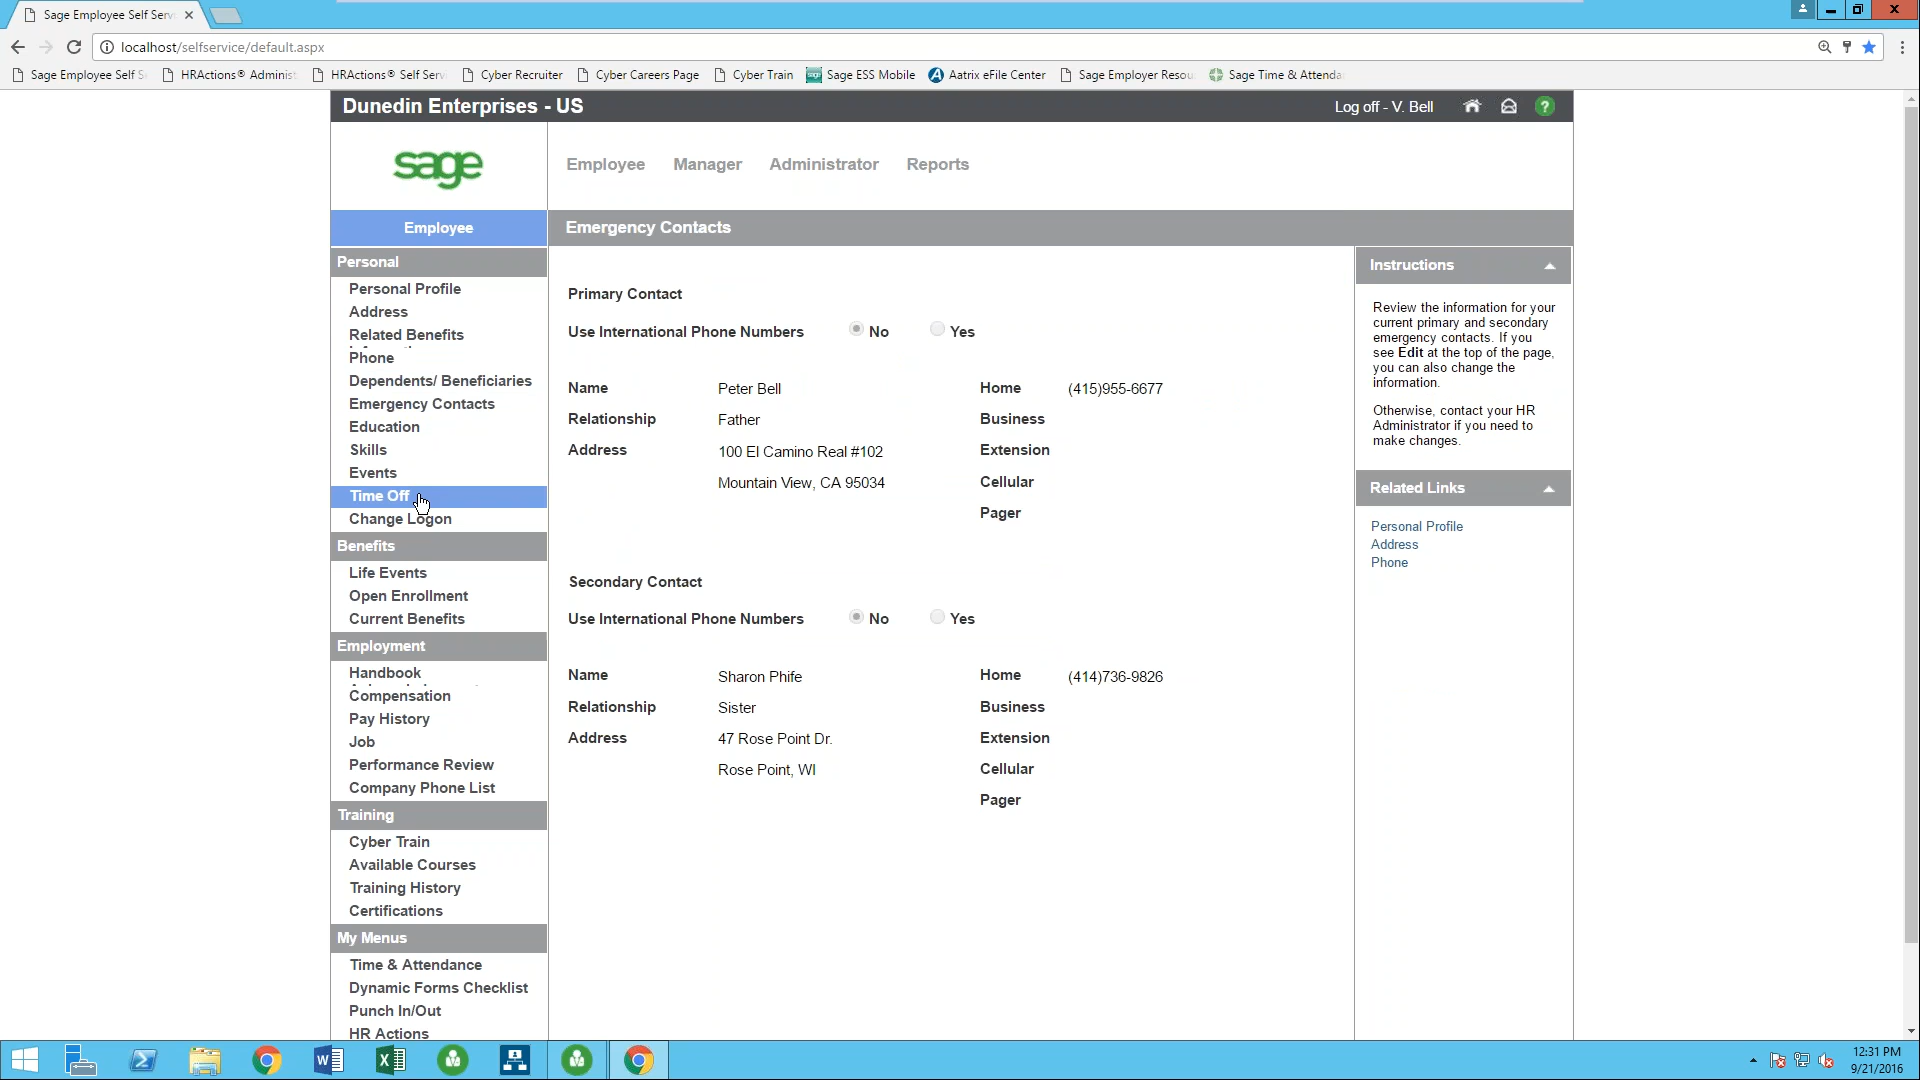 Sage Employee Self Serv
localhost/selfservice/default.aspx
Sage Employee Self S
HRActions® Administ
HRActions® Self Serv
Cyber Recruiter
Cyber Careers Page
Cyber Train
sage
Sage ESS Mobile
Aatrix eFile Center
Sage Employer Resou
Sage Time & Attenda
Dunedin Enterprises - US
Log off - V. Bell
?
sage
Employee
Manager
Administrator
Reports
Employee
Emergency Contacts
Personal
Personal Profile
Address
Related Benefits
Phone
Dependents/ Beneficiaries
Emergency Contacts
Education
Skills
Events
Time Off
Change Logon
Benefits
Life Events
Open Enrollment
Current Benefits
Employment
Handbook
Compensation
Pay History
Job
Performance Review
Company Phone List
Training
Cyber Train
Available Courses
Training History
Certifications
My Menus
Time & Attendance
Dynamic Forms Checklist
Punch In/Out
HR Actions
Primary Contact
Use International Phone Numbers No Yes
Name Peter Bell Home (415)955-6677
Relationship Father Business
Address 100 El Camino Real #102 Extension
Mountain View, CA 95034 Cellular
Pager
Secondary Contact
Use International Phone Numbers No Yes
Name Sharon Phife Home (414)736-9826
Relationship Sister Business
Address 47 Rose Point Dr. Extension
Rose Point, WI Cellular
Pager
Instructions
Review the information for your
current primary and secondary
emergency contacts. If you
see Edit at the top of the page,
you can also change the
information.
Otherwise, contact your HR
Administrator if you need to
make changes.
Related Links
Personal Profile
Address
Phone
12:31 PM
9/21/2016